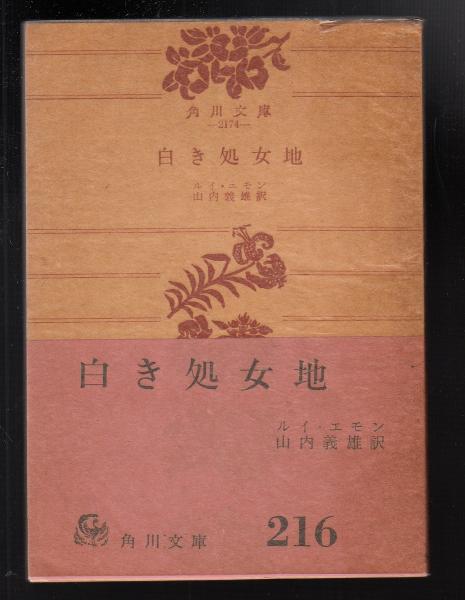 角川文庫
—2174—
白き処女地
ルイ・エモン
山内義雄訳
白き処女地
ルイ・エモン
山内義雄訳
角川文庫
216